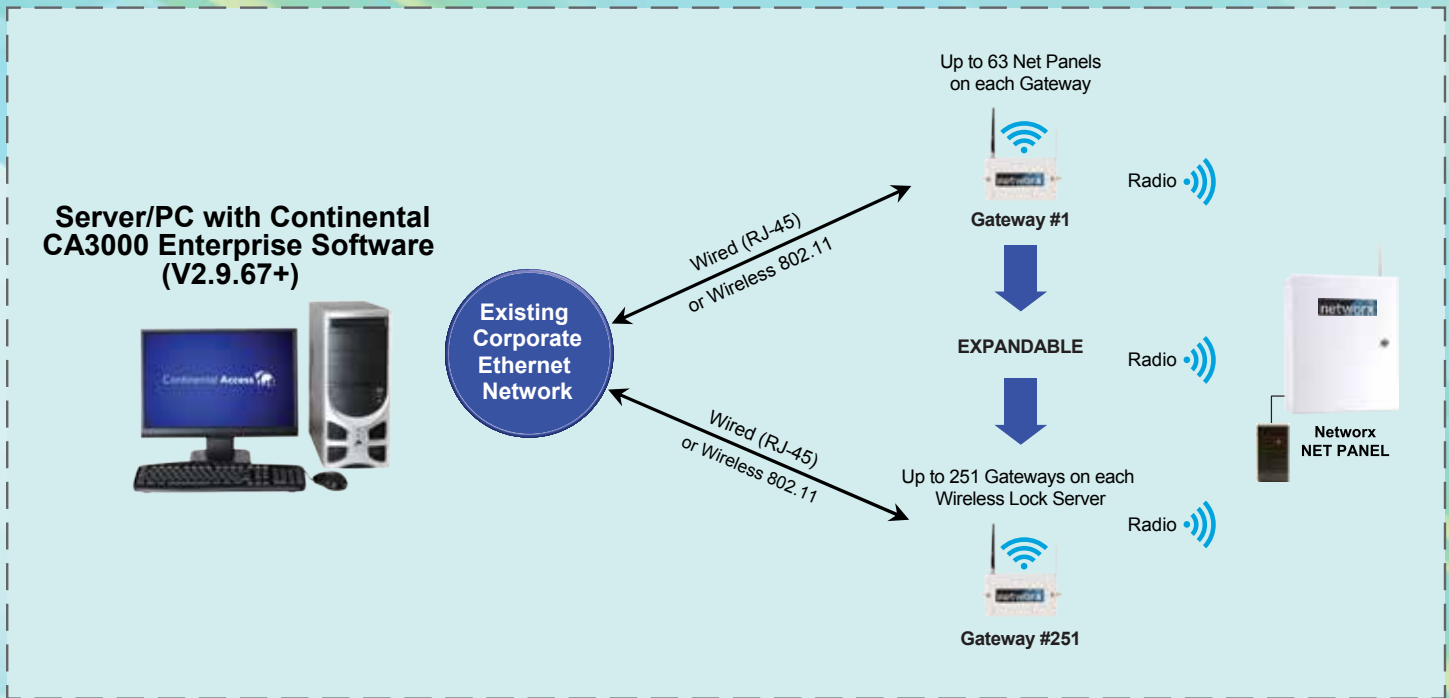 Up to 63 Net Panels
on each Gateway
networx
Radio
Gateway #1
Server/PC with Continental
CA3000 Enterprise Software
(V2.9.67+)
Continental Access
Wired (RJ-45)
or Wireless 802.11
Existing
Corporate
Ethernet
Network
EXPANDABLE
Radio
networx
Networx
NET PANEL
Wired (RJ-45)
or Wireless 802.11
Up to 251 Gateways on each
Wireless Lock Server
Radio
networx
Gateway #251